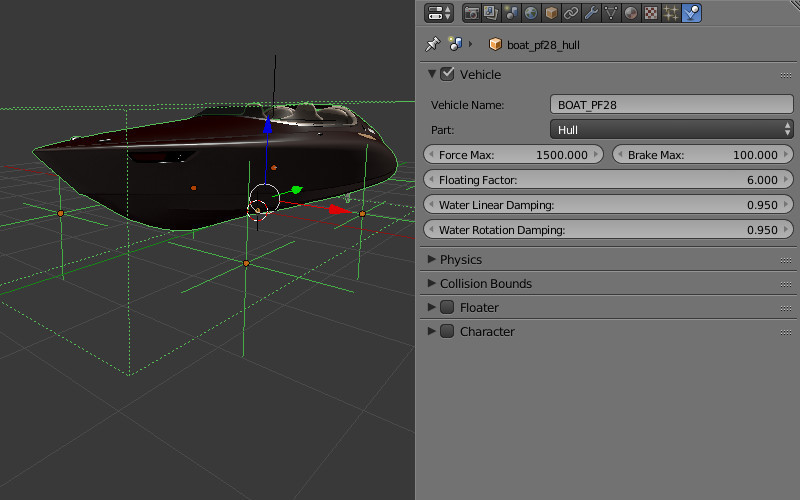 boat_pf28_hull
Vehicle
Vehicle Name: BOAT_PF28
Part: Hull
Force Max: 1500.000 Brake Max: 100.000
Floating Factor: 6.000
Water Linear Damping: 0.950
Water Rotation Damping: 0.950
Physics
Collision Bounds
Floater
Character